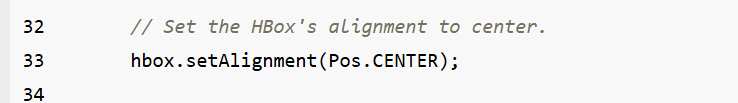 32 // Set the HBox's alignment to center.
33 hbox.setAlignment(Pos.CENTER);
34